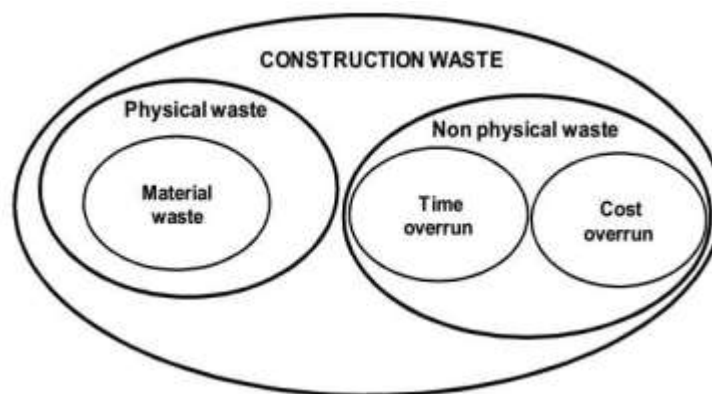 CONSTRUCTION WASTE
Physical waste
Material
waste
Non physical waste
Time
overrun
Cost
overrun